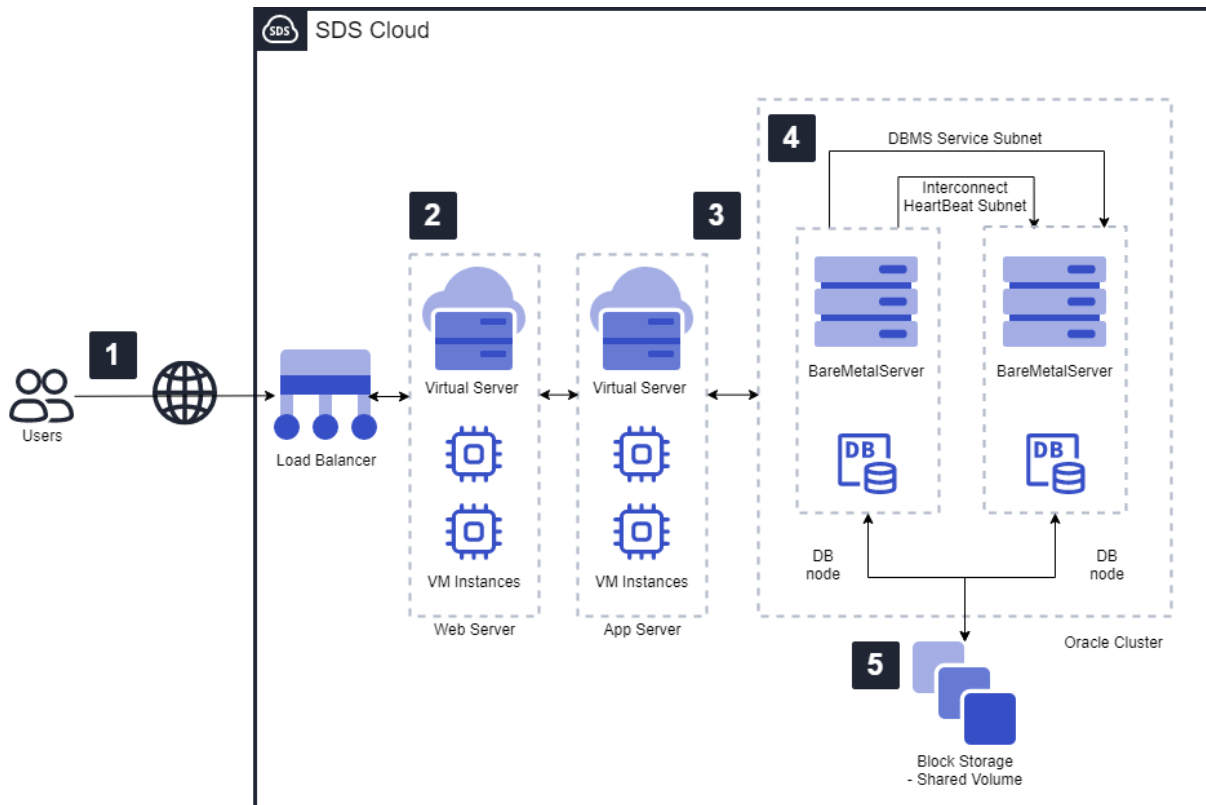 SDS
SDS Cloud
4
DBMS Service Subnet
Interconnect
HeartBeat Subnet
2
3
1
Users
Load Balancer
Virtual Server
VM Instances
Web Server
Virtual Server
VM Instances
App Server
BareMetalServer
BareMetalServer
DB
DB
DB
node
DB
node
Oracle Cluster
5
Block Storage
- Shared Volume